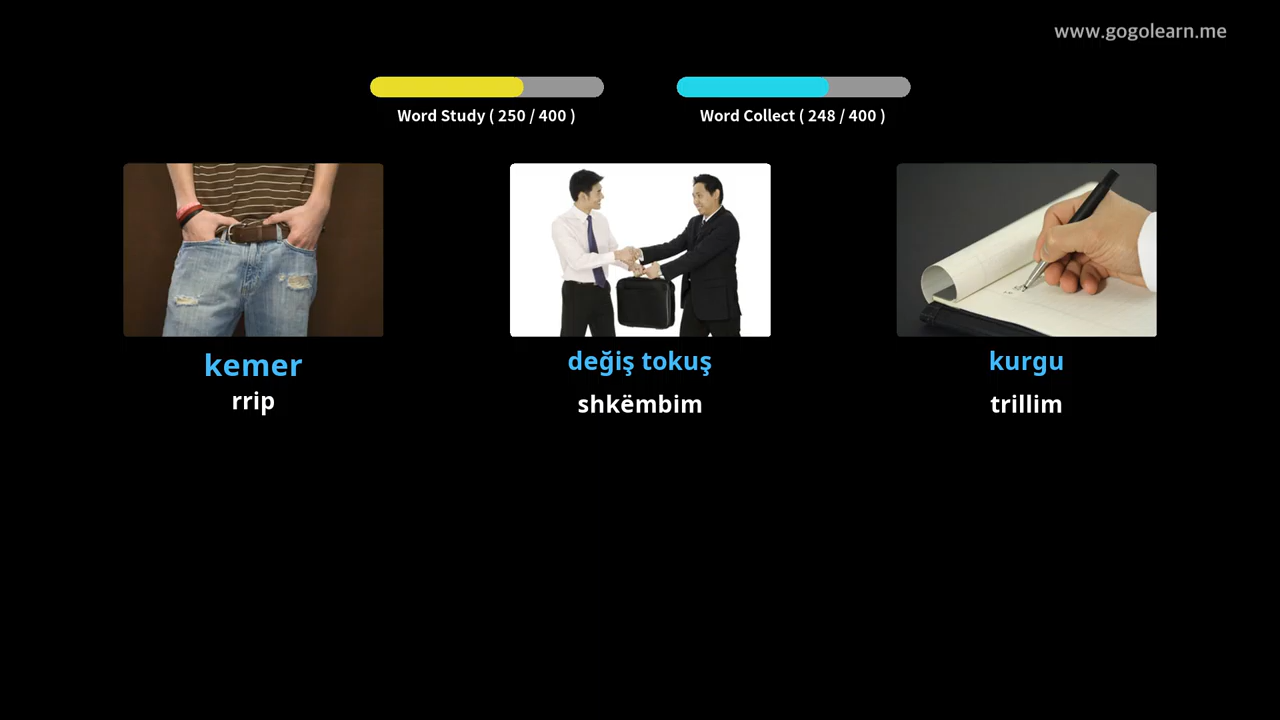 www.gogolearn.me
Word Study ( 250 / 400 )
Word Collect ( 248 / 400 )
kemer
rrip
değiş tokuş
shkëmbim
kurgu
trillim